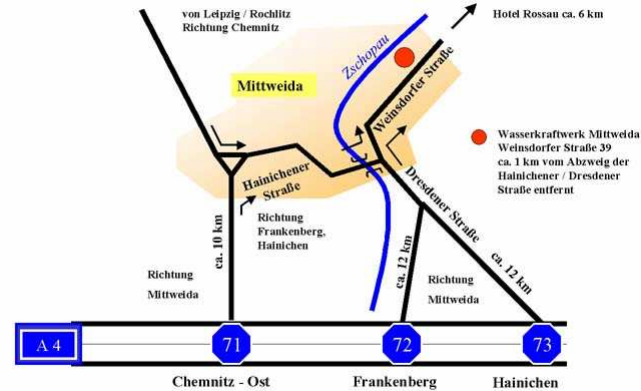 von Leipzig / Rochlitz
Richtung Chemnitz
Hotel Rossau ca. 6 km
Zschopau
Mittweida
Weinsdorfer Straße
Wasserkraftwerk Mittweida
Weinsdorfer Straße 39
ca. 1 km vom Abzweig der
Hainichener / Dresdener
Straße entfernt
Hainichener
Straße
Dresdener Straße
Richtung
Frankenberg,
Hainichen
ca. 10 km
ca. 12 km
ca. 12 km
Richtung
Mittweida
Richtung
Mittweida
A 4
71
72
73
Chemnitz - Ost
Frankenberg
Hainichen